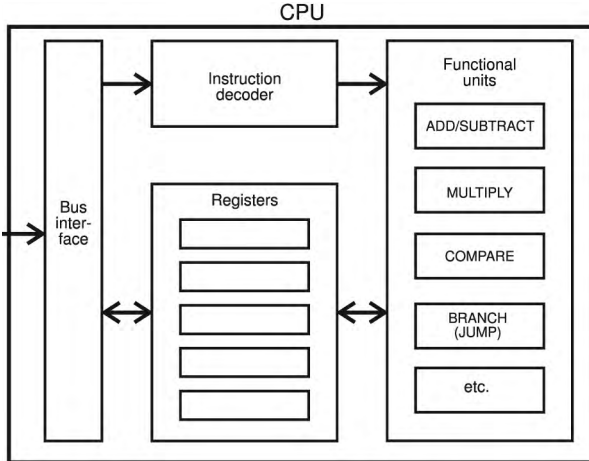 CPU
Instruction
decoder
Functional
units
ADD/SUBTRACT
MULTIPLY
COMPARE
BRANCH
(JUMP)
etc.
Bus
inter-
face
Registers